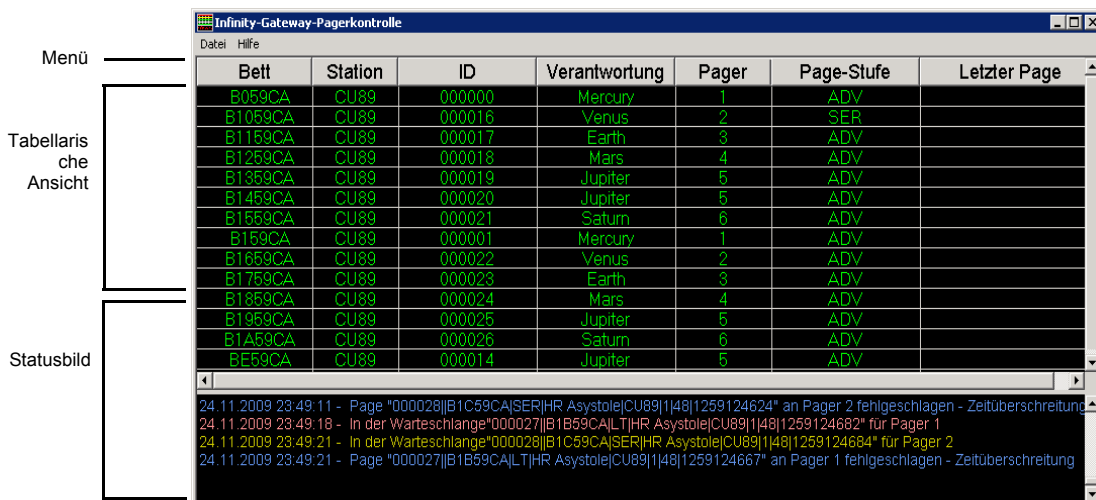 Infinity-Gateway-Pagerkontrolle
Datei Hilfe
Menü
Bett Station ID Verantwortung Pager Page-Stufe Letzter Page
B059CA CU89 000000 Mercury 1 ADV
B1059CA CU89 000016 Venus 2 SER
B1159CA CU89 000017 Earth 3 ADV
Tabellaris
che
Ansicht
B1259CA CU89 000018 Mars 4 ADV
B1359CA CU89 000019 Jupiter 5 ADV
B1459CA CU89 000020 Jupiter 5 ADV
B1559CA CU89 000021 Saturn 6 ADV
B159CA CU89 000001 Mercury 1 ADV
B1659CA CU89 000022 Venus 2 ADV
B1759CA CU89 000023 Earth 3 ADV
B1859CA CU89 000024 Mars 4 ADV
B1959CA CU89 000025 Jupiter 5 ADV
B1A59CA CU89 000026 Saturn 6 ADV
BE59CA CU89 000014 Jupiter 5 ADV
Statusbild
24.11.2009 23:49:11 - Page "000028||B1C59CA|SER|HR Asystole|CU89|1|48|1259124624" an Pager 2 fehlgeschlagen - Zeitüberschreitung
24.11.2009 23:49:18 - In der Warteschlange"000027||B1B59CA|LT|HR Asystole|CU89|1|48|1259124682" für Pager 1
24.11.2009 23:49:21 - In der Warteschlange"000028||B1C59CA|SER|HR Asystole|CU89|1|48|1259124684" für Pager 2
24.11.2009 23:49:21 - Page "000027||B1B59CA|LT|HR Asystole|CU89|1|48|1259124667" an Pager 1 fehlgeschlagen - Zeitüberschreitung